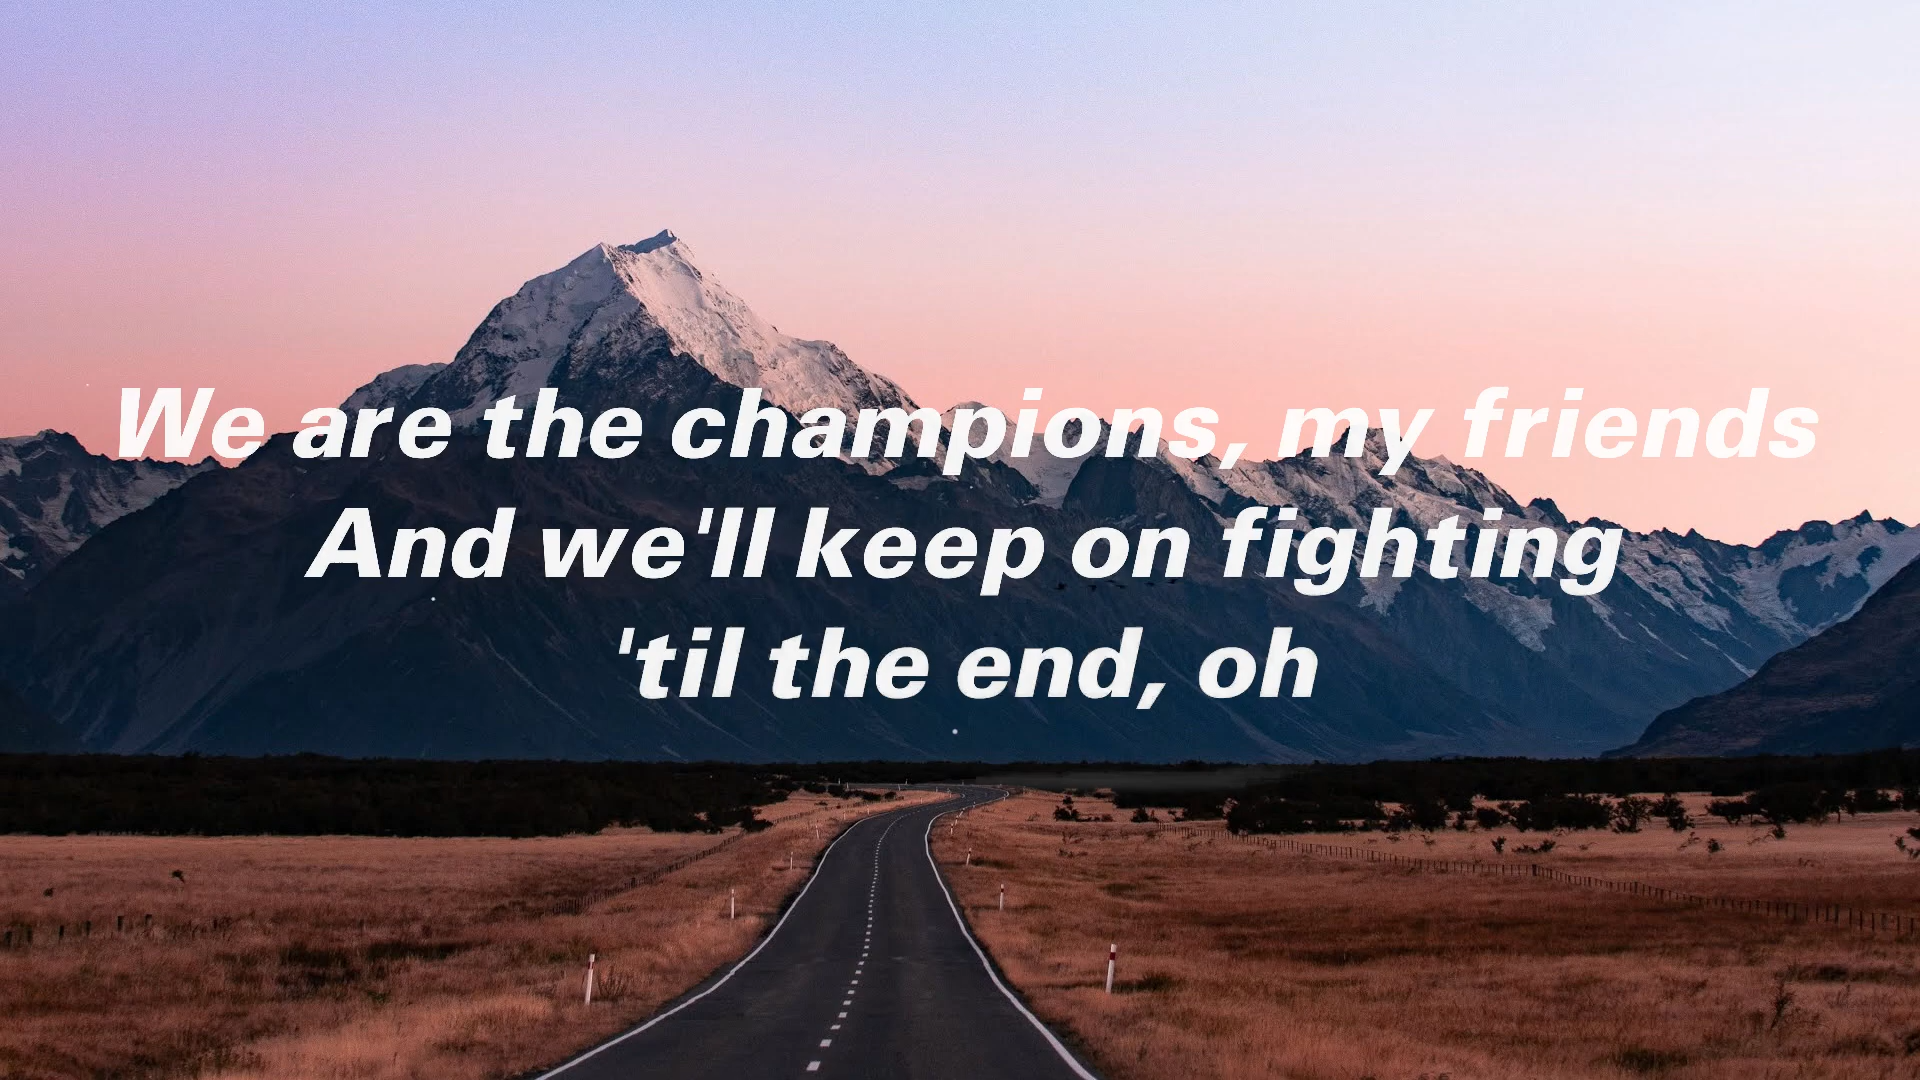 We are the champions, my friends
And we'll keep on fighting
'til the end, oh